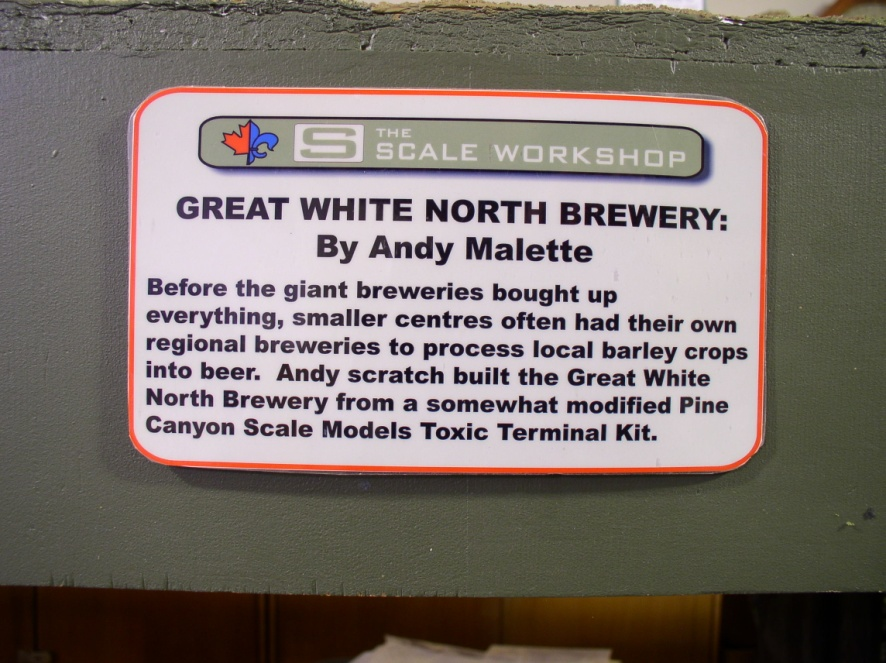 S THE
SCALE WORKSHOP
GREAT WHITE NORTH BREWERY:
By Andy Malette
Before the giant breweries bought up
everything, smaller centres often had their own
regional breweries to process local barley crops
into beer.  Andy scratch built the Great White
North Brewery from a somewhat modified Pine
Canyon Scale Models Toxic Terminal Kit.